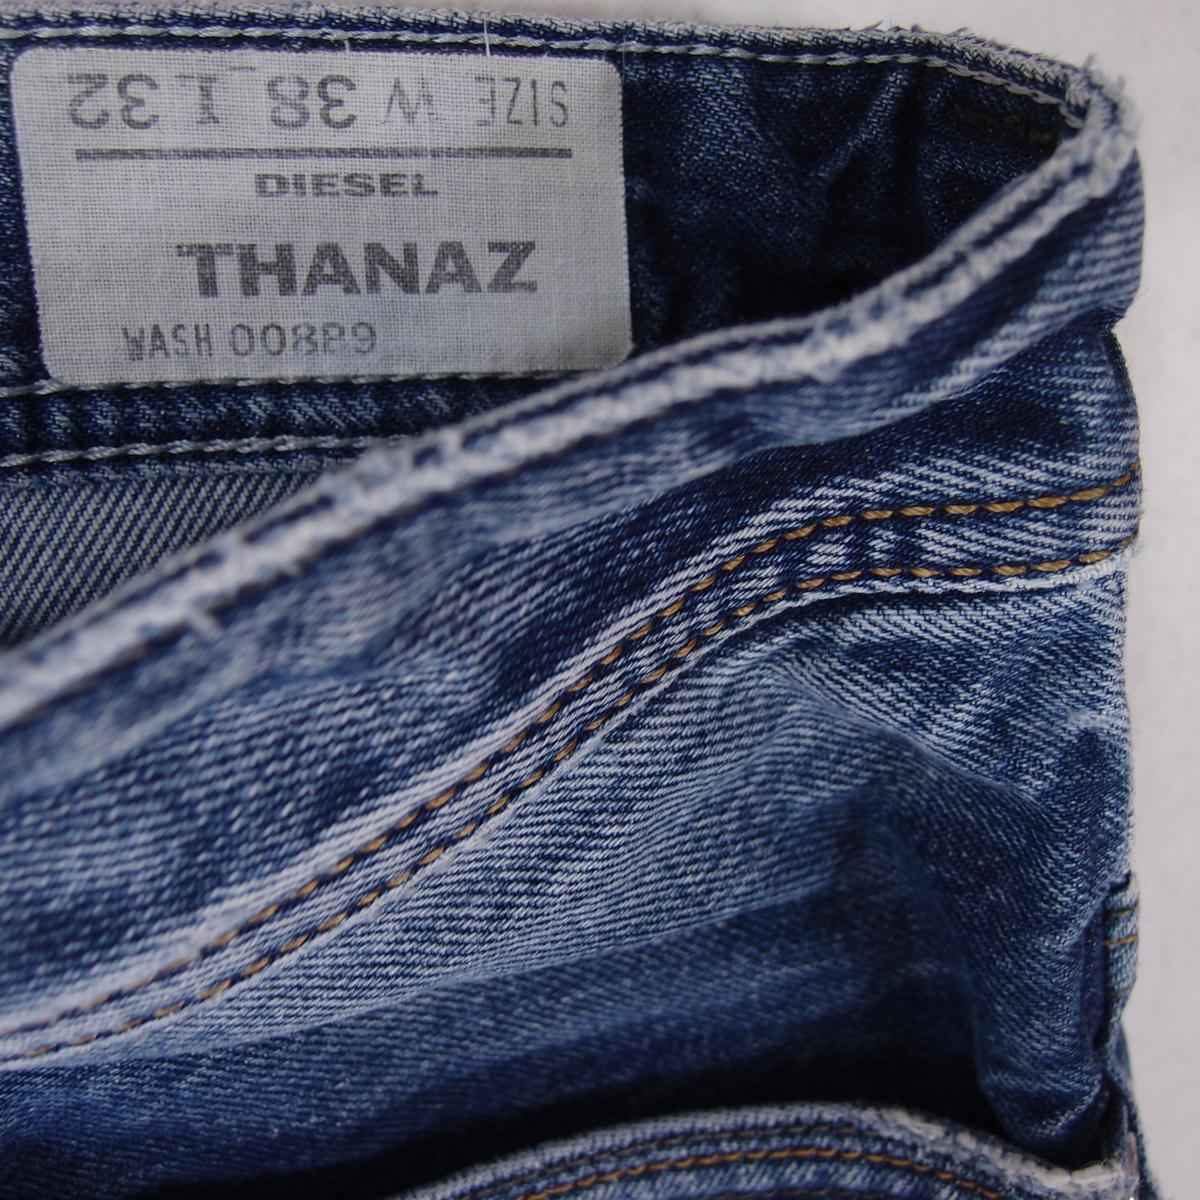 SIZE W 38 L 32
DIESEL
THANAZ
WASH 008B9